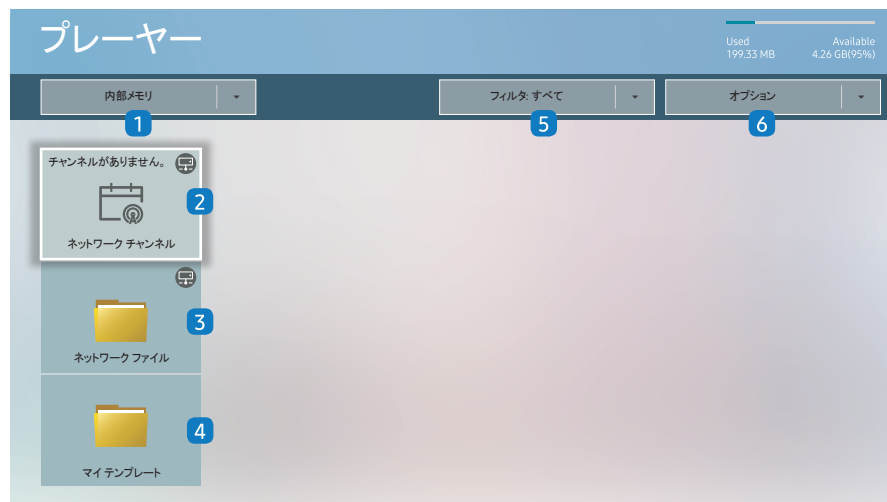 プレーヤー
Used Available
199.33 MB 4.26 GB(95%)
内部メモリ
フィルタ: すべて
オプション
1
5
6
チャンネルがありません。
2
ネットワーク チャンネル
3
ネットワーク ファイル
4
マイ テンプレート